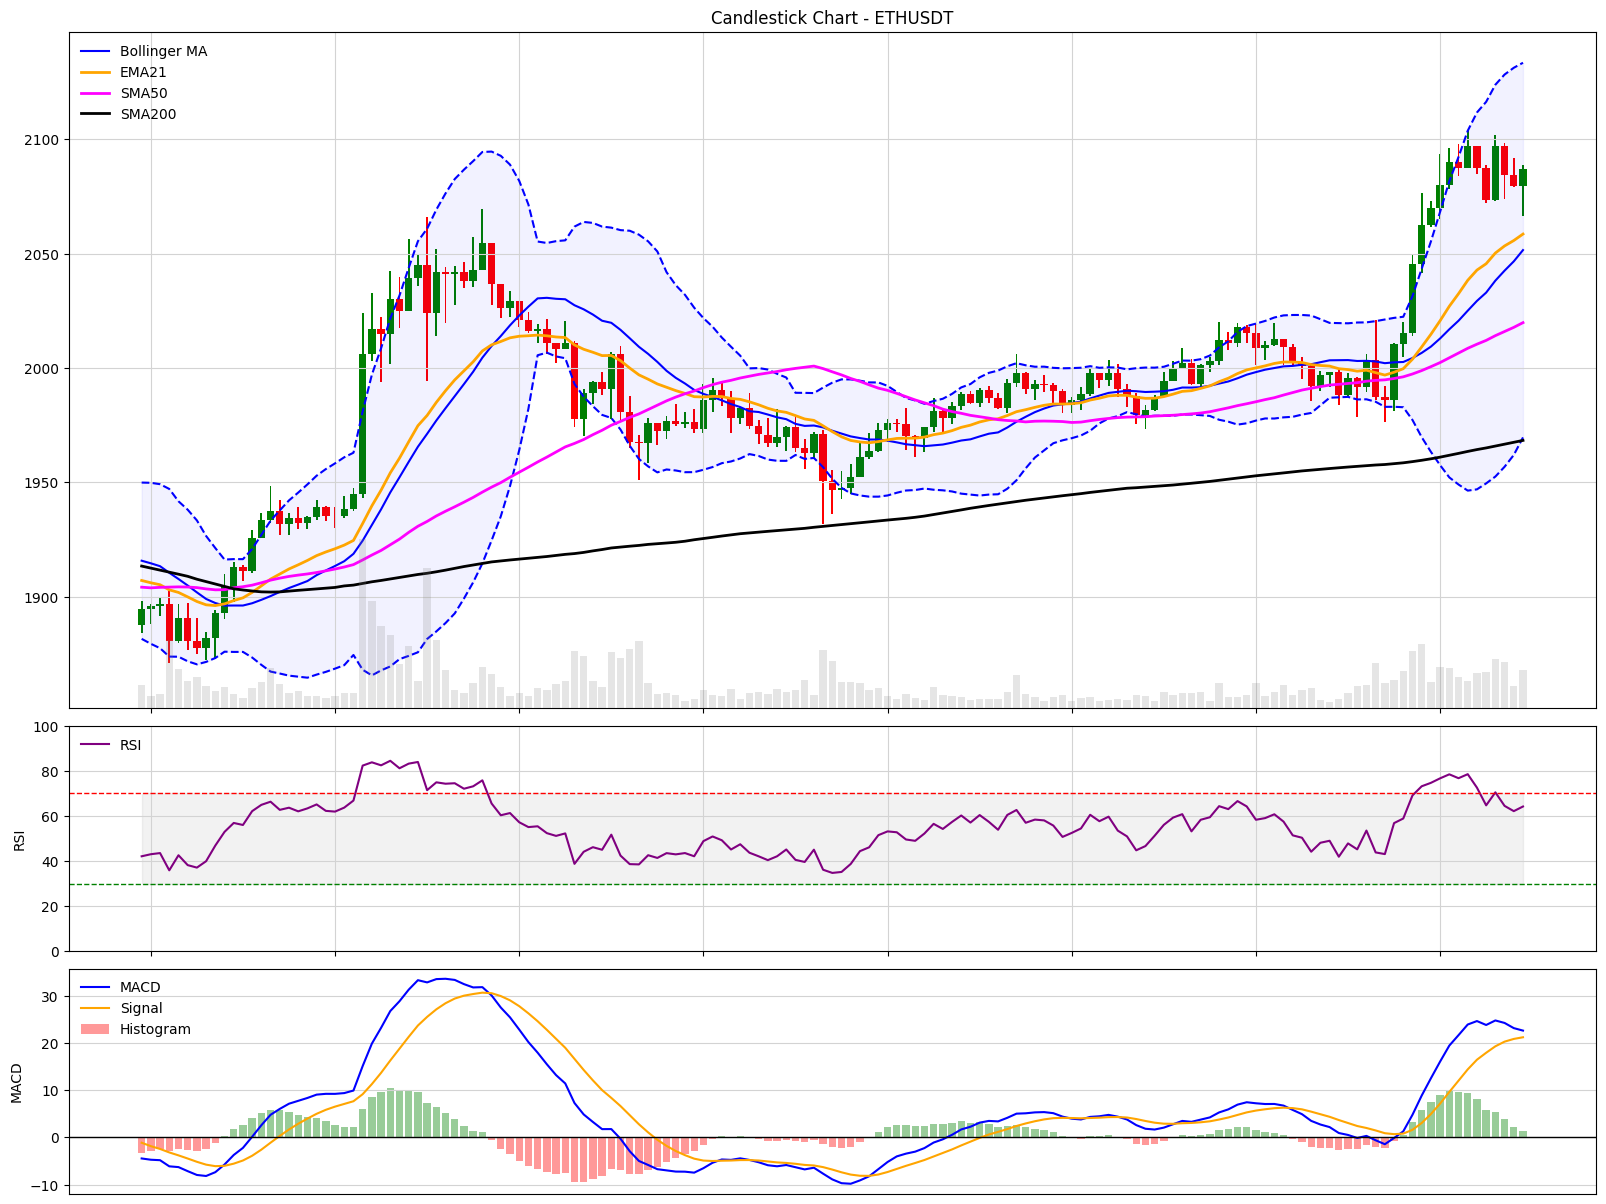 Candlestick Chart - ETHUSDT
Bollinger MA
EMA21
SMA50
SMA200
2100
2050
2000
1950
1900
RSI
100
80
60
40
20
0
RSI
MACD
Signal
Histogram
30
20
10
0
−10
MACD